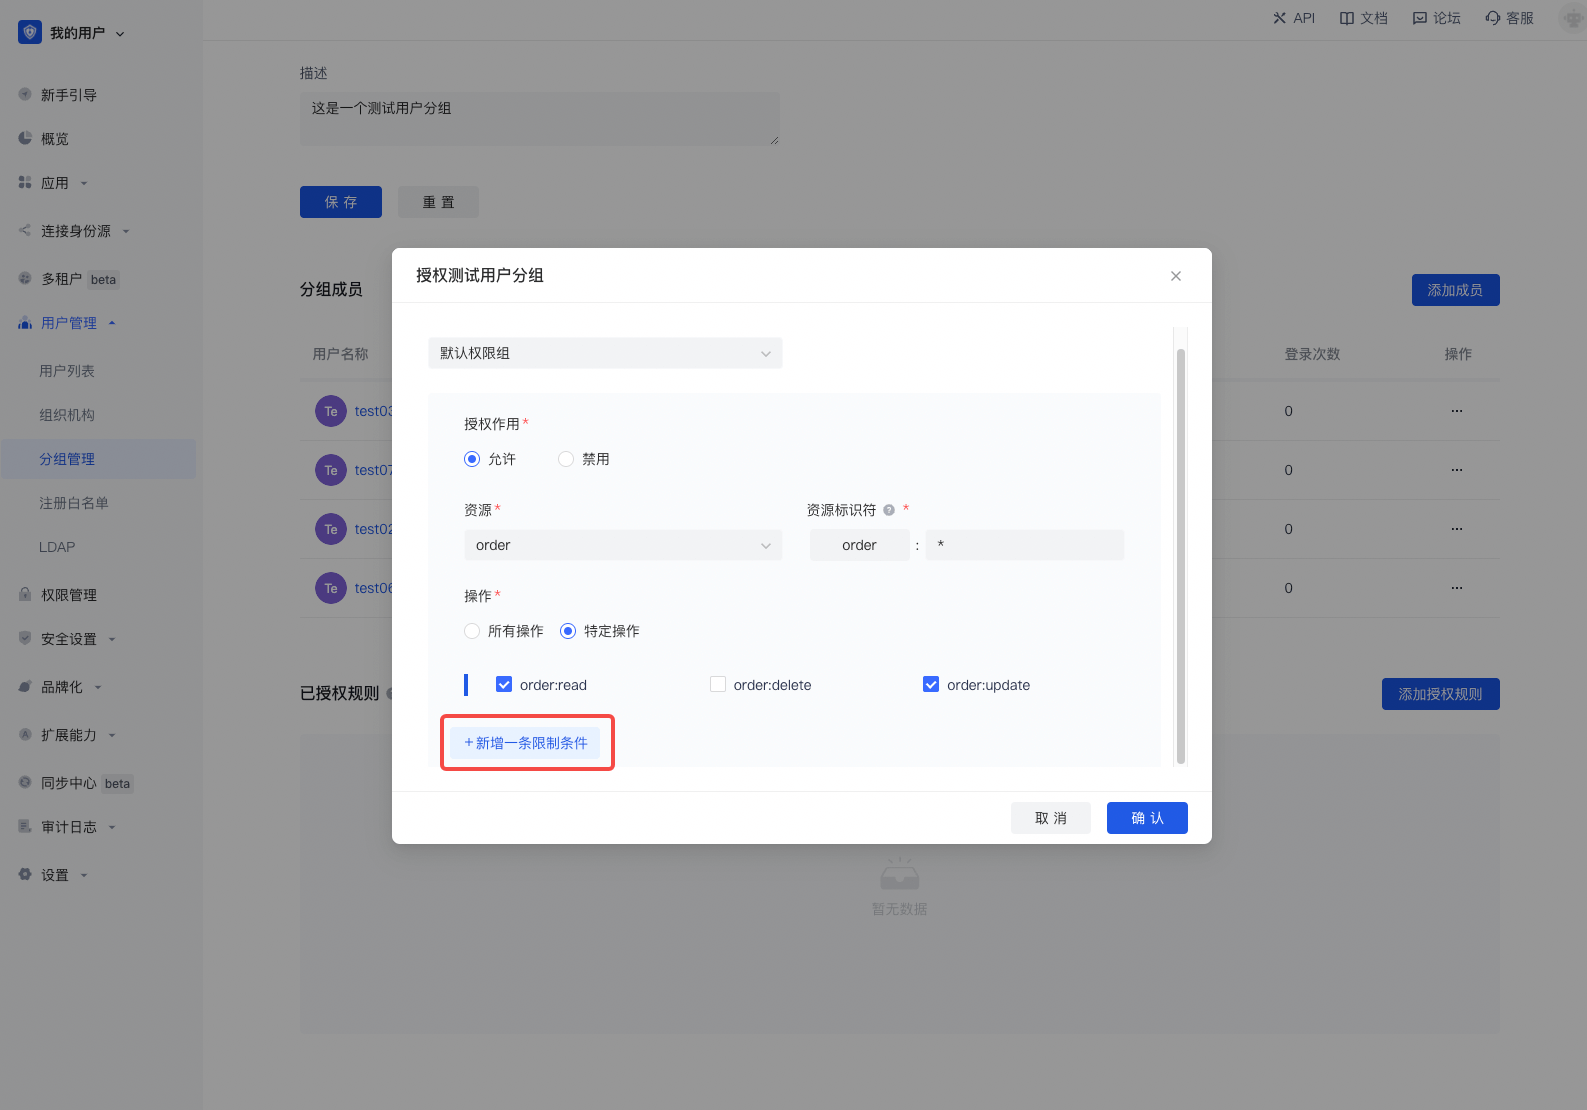 我的用户
API
文档
论坛
客服
新手引导
概览
应用
连接身份源
多租户 beta
用户管理
用户列表
组织机构
分组管理
注册白名单
LDAP
权限管理
安全设置
品牌化
扩展能力
同步中心 beta
审计日志
设置
描述
这是一个测试用户分组
保存
重置
分组成员
添加成员
用户名称
登录次数
操作
Te test03
0
···
Te test07
0
···
Te test02
0
···
Te test06
0
···
已授权规则
添加授权规则
暂无数据
授权测试用户分组
默认权限组
授权作用*
允许
禁用
资源*
资源标识符 ? *
order
order : *
操作*
所有操作
特定操作
order:read
order:delete
order:update
+新增一条限制条件
取消
确认